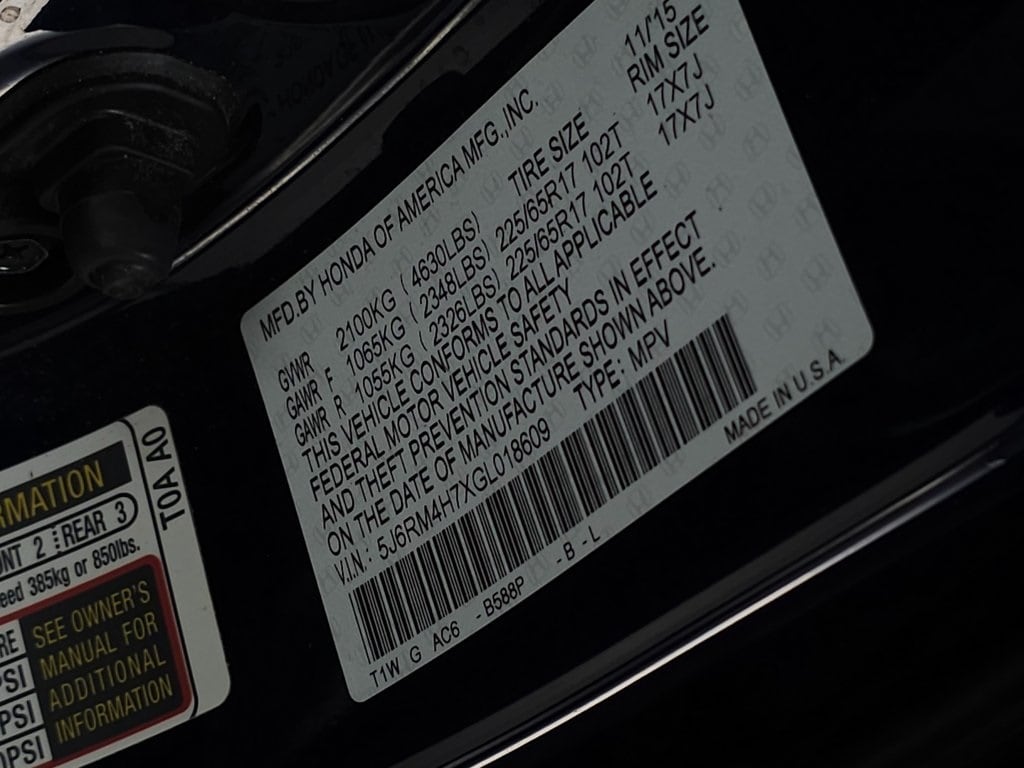 MFD.BY HONDA OF AMERICA MFG.,INC. 11/'15
TIRE SIZE RIM SIZE
GVWR 2100KG ( 4630LBS)
GAWR F 1065KG ( 2348LBS) 225/65R17 102T 17X7J
GAWR R 1055KG ( 2326LBS) 225/65R17 102T 17X7J
THIS VEHICLE CONFORMS TO ALL APPLICABLE
FEDERAL MOTOR VEHICLE SAFETY
AND THEFT PREVENTION STANDARDS IN EFFECT
ON THE DATE OF MANUFACTURE SHOWN ABOVE.
V.I.N.: 5J6RM4H7XGL018609 TYPE: MPV
T1W G AC6 -B588P -B-L MADE IN U.S.A.
T0A A0
REAR 3
2
385kg or 850lbs.
SEE OWNER'S
MANUAL FOR
ADDITIONAL
INFORMATION
PSI
PSI